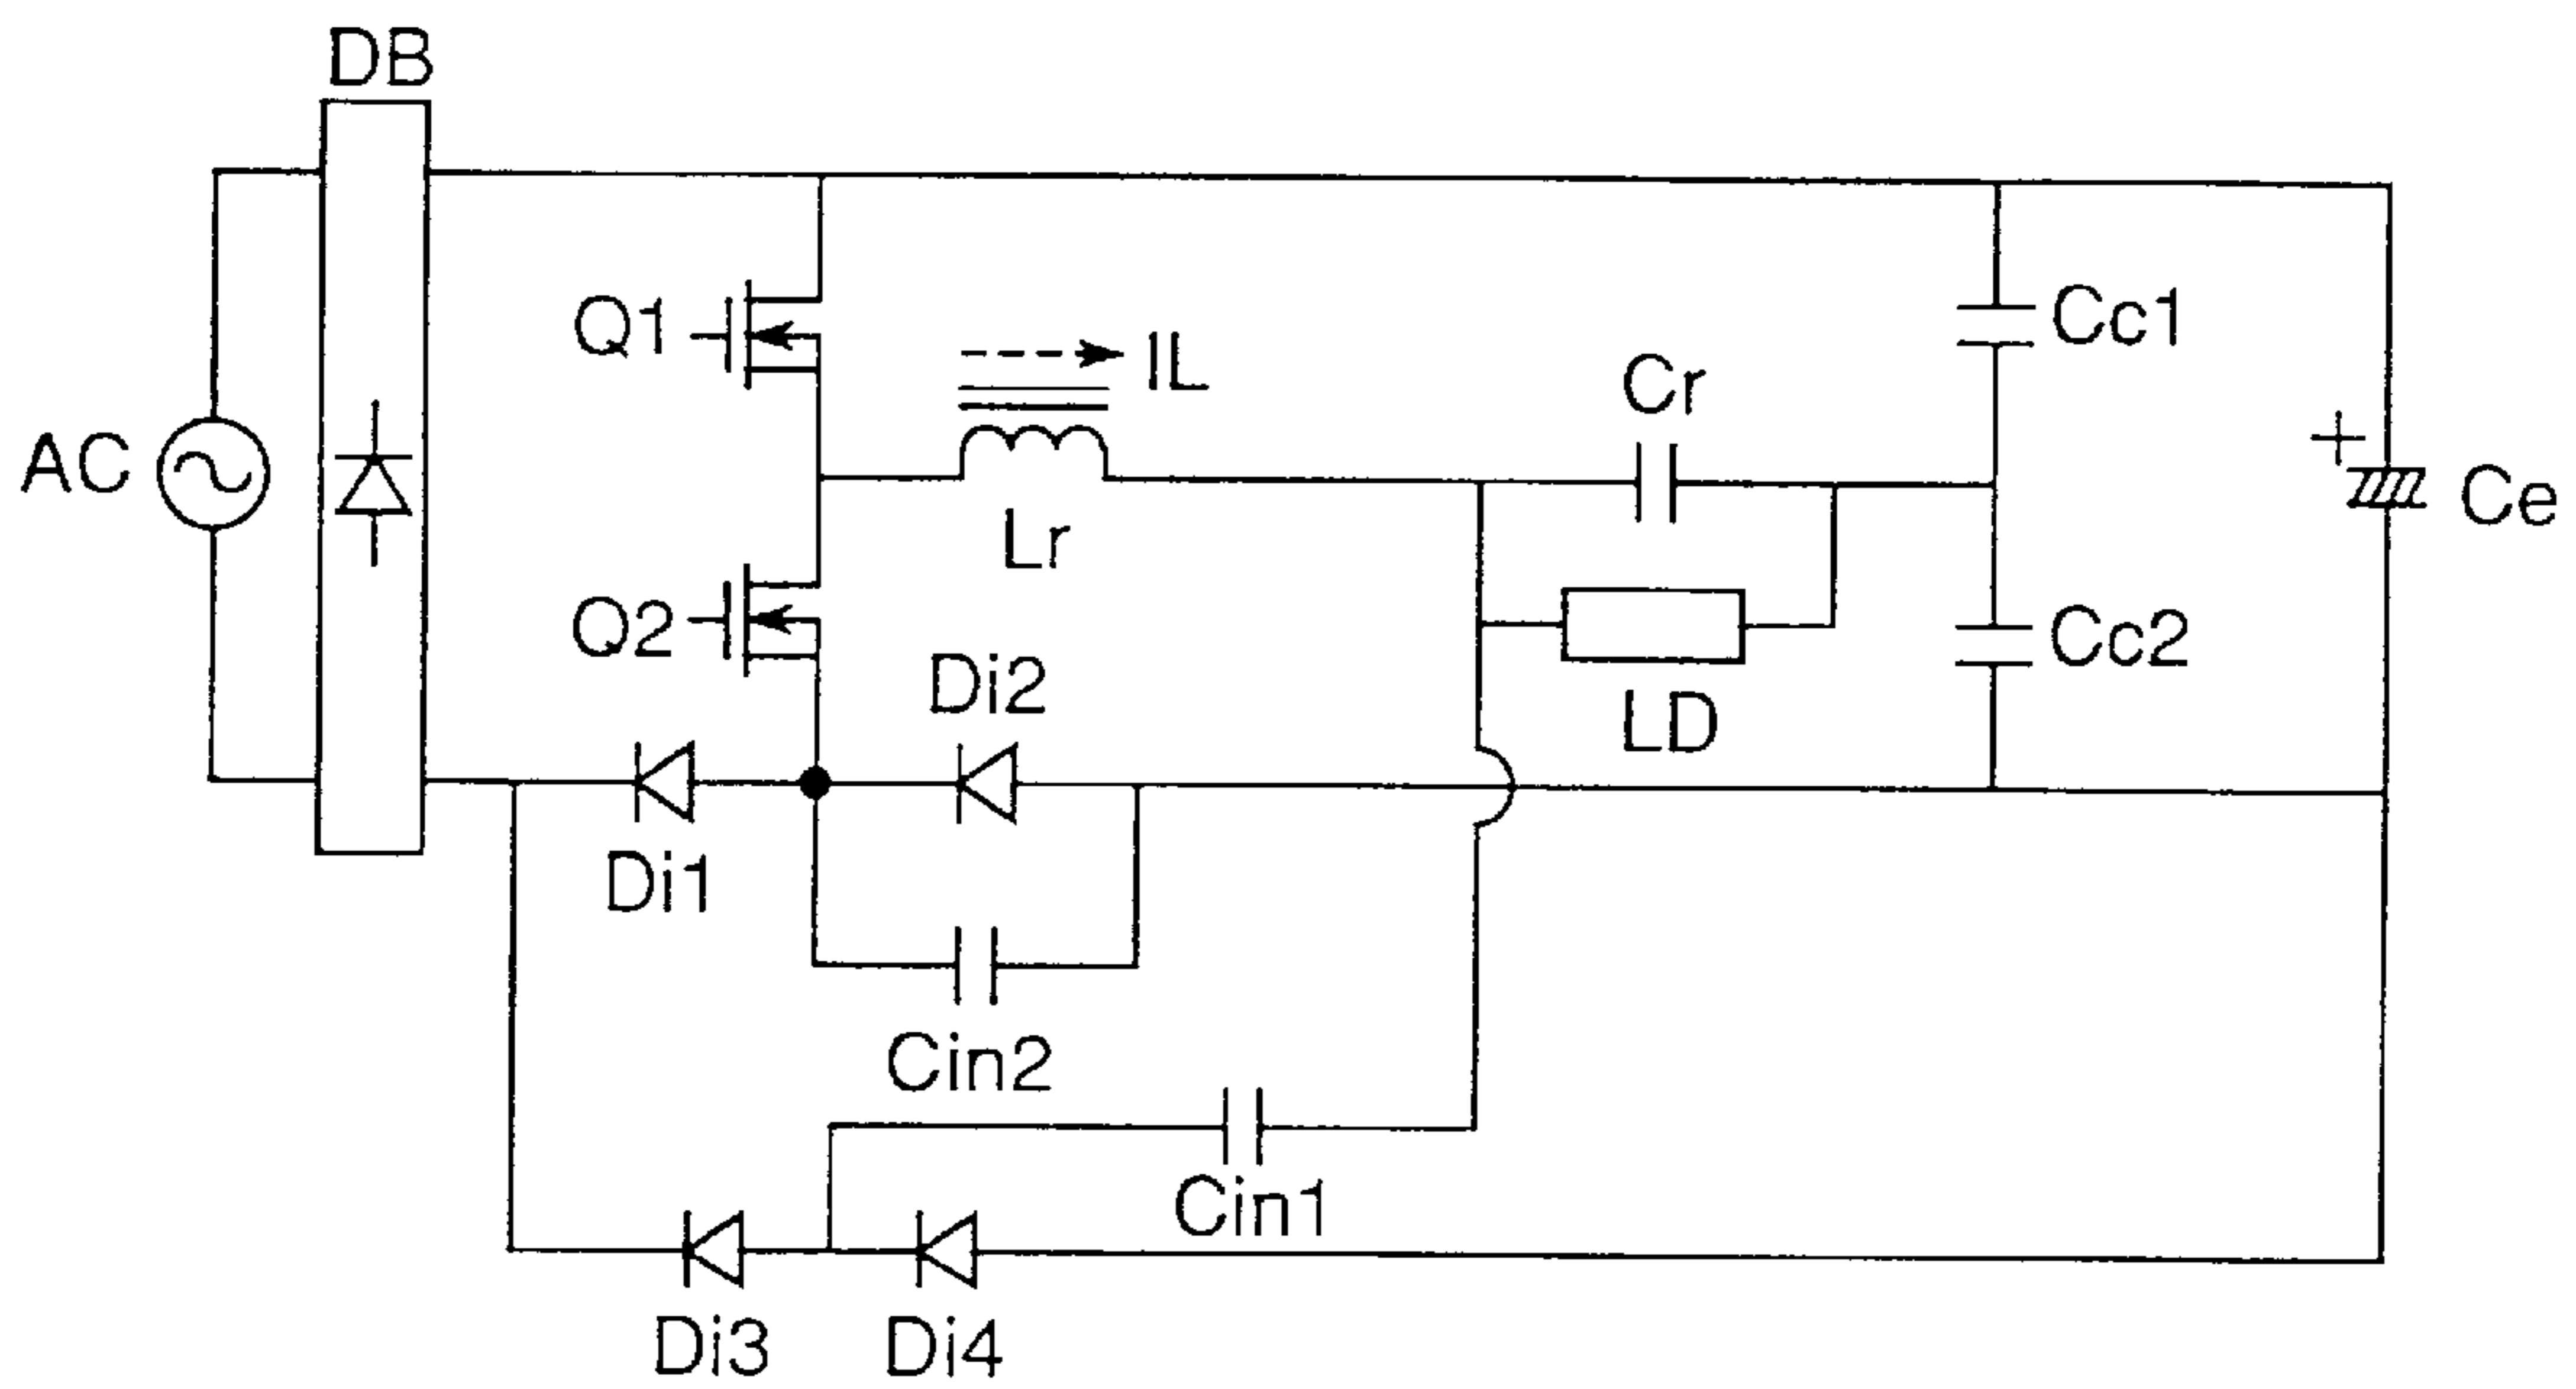 DB
AC
Q1
IL
Lr
Cr
Cc1
+
Ce
Q2
Di2
LD
Cc2
Di1
Cin2
Cin1
Di3
Di4